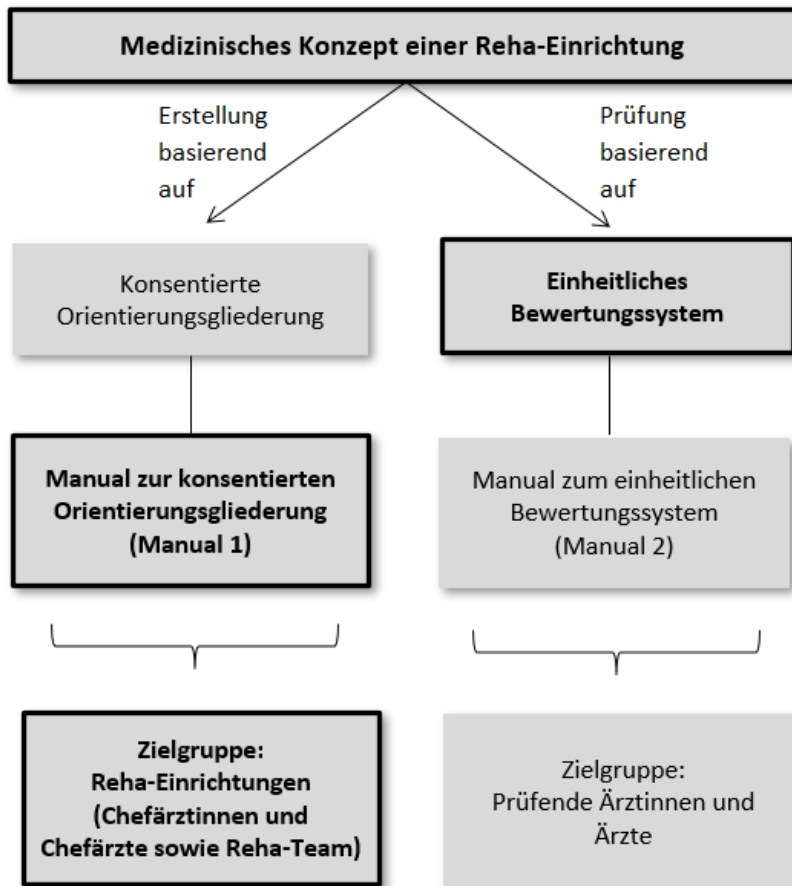 Medizinisches Konzept einer Reha-Einrichtung
Erstellung
basierend
auf
Prüfung
basierend
auf
Konsentierte
Orientierungsgliederung
Einheitliches
Bewertungssystem
Manual zur konsentierten
Orientierungsgliederung
(Manual 1)
Manual zum einheitlichen
Bewertungssystem
(Manual 2)
Zielgruppe:
Reha-Einrichtungen
(Chefärztinnen und
Chefärzte sowie Reha-Team)
Zielgruppe:
Prüfende Ärztinnen und
Ärzte